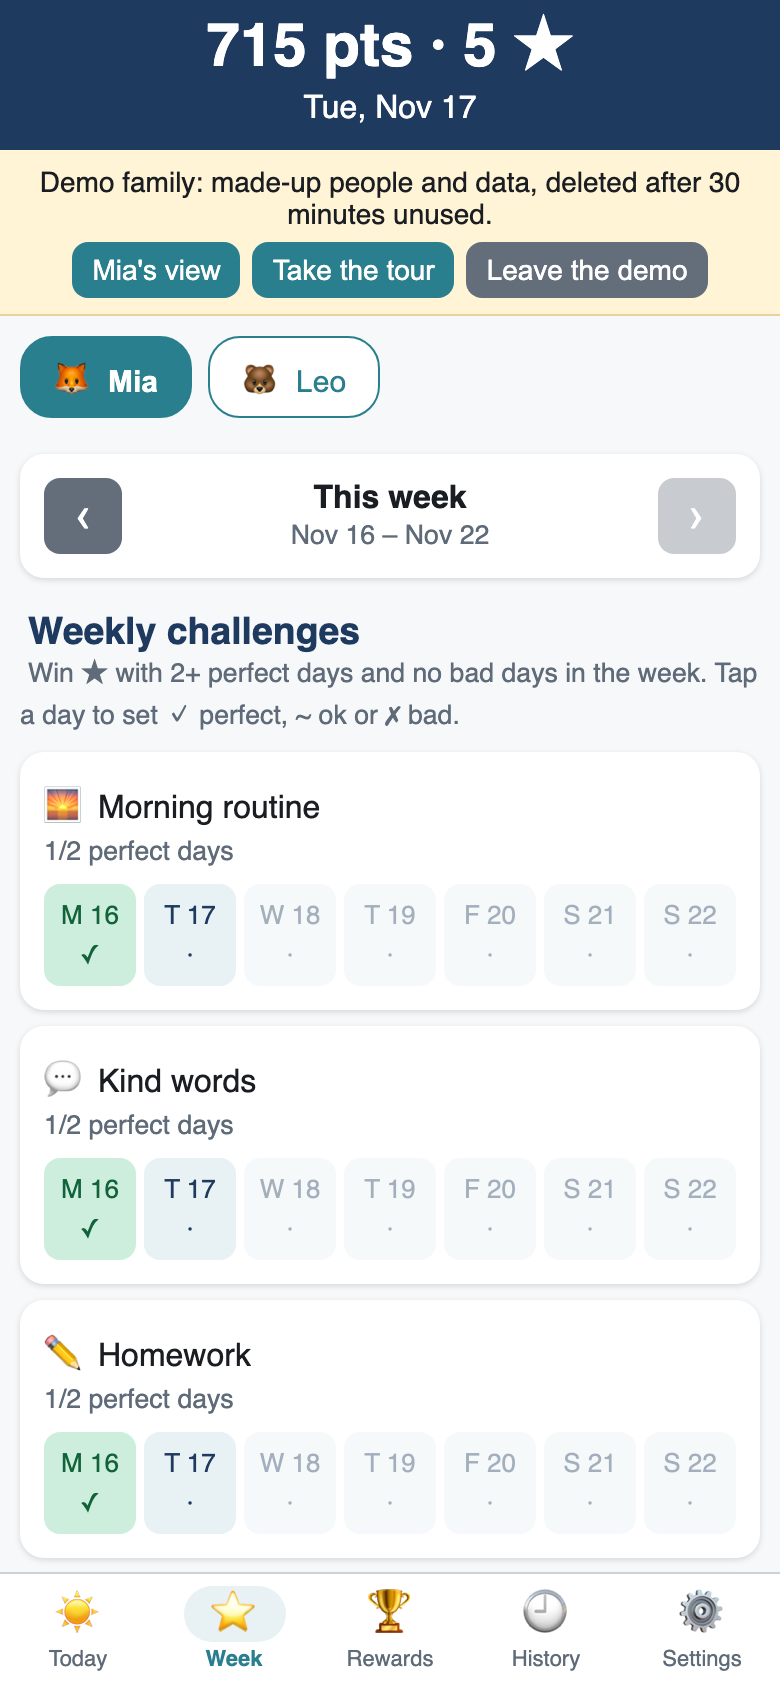 715 pts · 5 ★
Tue, Nov 17
Demo family: made-up people and data, deleted after 30
minutes unused.
Mia's view
Take the tour
Leave the demo
Mia
Leo
‹
This week
›
Nov 16 – Nov 22
Weekly challenges
Win ★ with 2+ perfect days and no bad days in the week. Tap
a day to set ✓ perfect, ~ ok or ✗ bad.
Morning routine
1/2 perfect days
M 16 T 17 W 18 T 19 F 20 S 21 S 22
✓ · · · · · ·
Kind words
1/2 perfect days
M 16 T 17 W 18 T 19 F 20 S 21 S 22
✓ · · · · · ·
Homework
1/2 perfect days
M 16 T 17 W 18 T 19 F 20 S 21 S 22
✓ · · · · · ·
Today
Week
Rewards
History
Settings